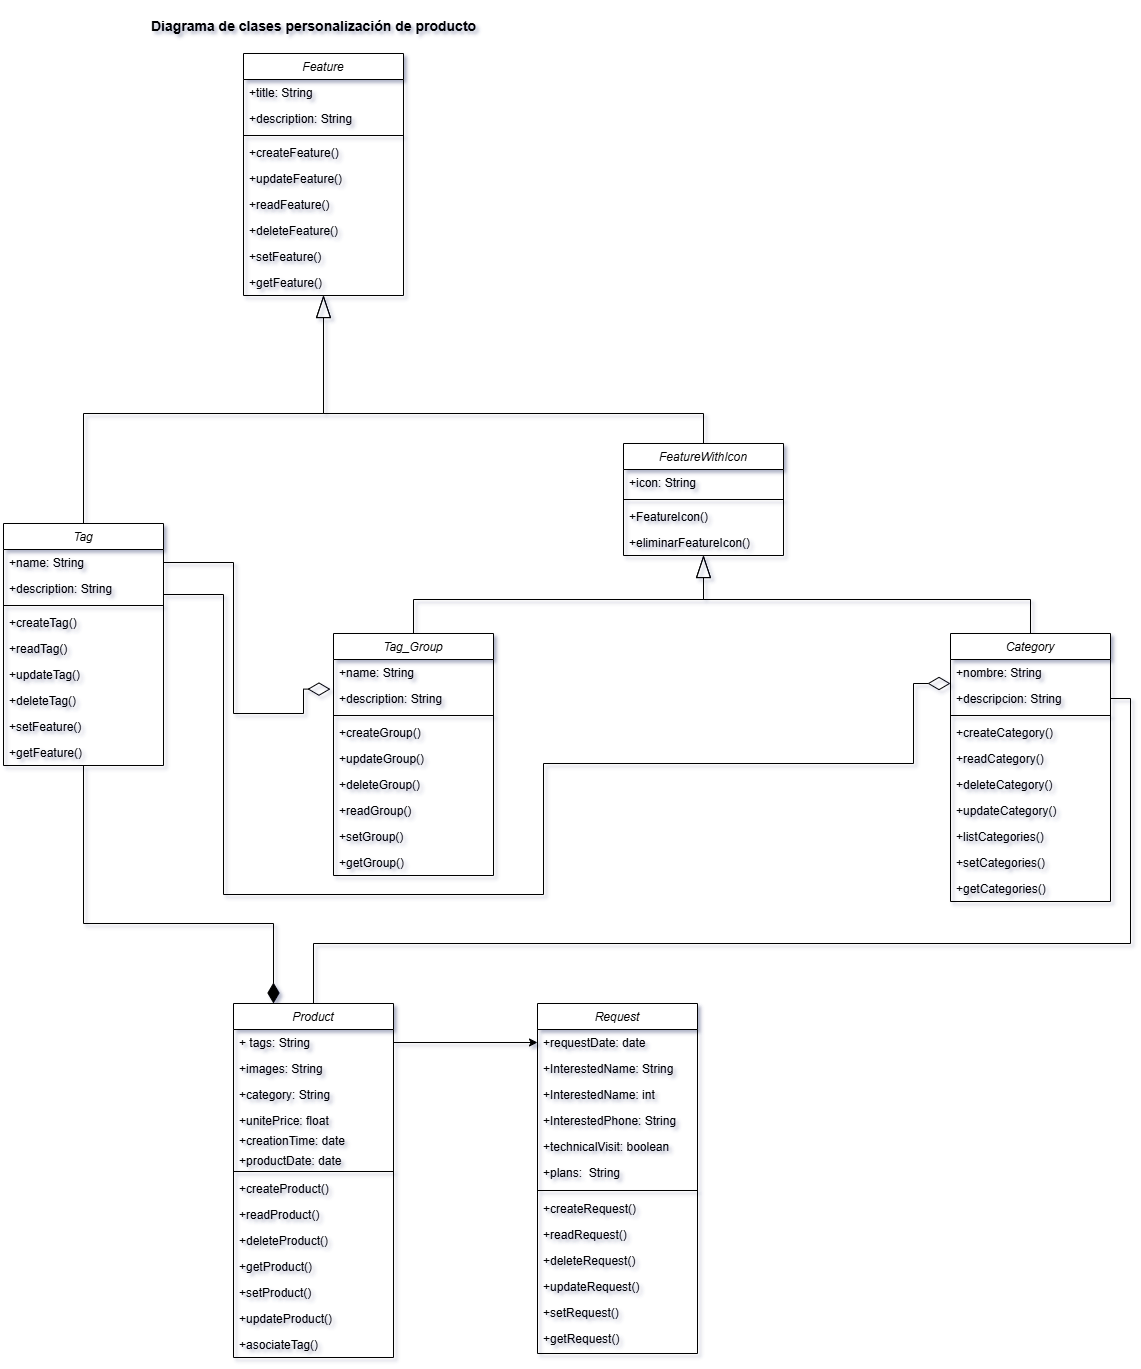 Diagrama de clases personalización de producto
Feature
+title: String
+description: String
+createFeature()
+updateFeature()
+readFeature()
+deleteFeature()
+setFeature()
+getFeature()
FeatureWithIcon
+icon: String
+FeatureIcon()
+eliminarFeatureIcon()
Tag
+name: String
+description: String
+createTag()
+readTag()
+updateTag()
+deleteTag()
+setFeature()
+getFeature()
Tag_Group
+name: String
+description: String
+createGroup()
+updateGroup()
+deleteGroup()
+readGroup()
+setGroup()
+getGroup()
Category
+nombre: String
+descripcion: String
+createCategory()
+readCategory()
+deleteCategory()
+updateCategory()
+listCategories()
+setCategories()
+getCategories()
Product
+ tags: String
+images: String
+category: String
+unitePrice: float
+creationTime: date
+productDate: date
+createProduct()
+readProduct()
+deleteProduct()
+getProduct()
+setProduct()
+updateProduct()
+asociateTag()
Request
+requestDate: date
+InterestedName: String
+InterestedName: int
+InterestedPhone: String
+technicalVisit: boolean
+plans:  String
+createRequest()
+readRequest()
+deleteRequest()
+updateRequest()
+setRequest()
+getRequest()